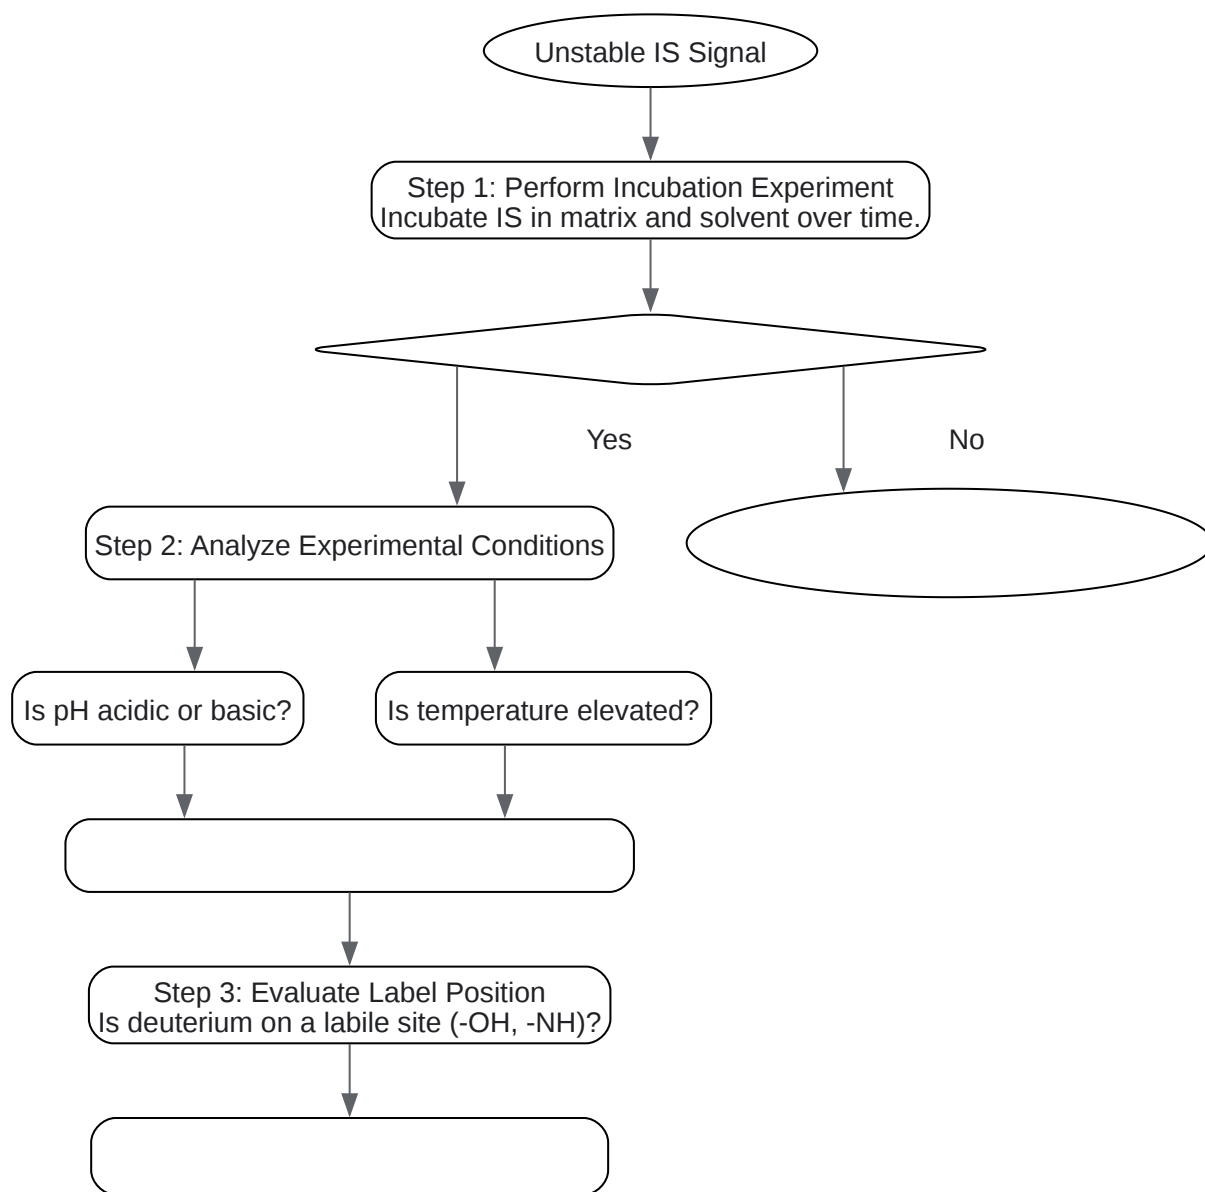 Unstable IS Signal
Step 1: Perform Incubation Experiment
Incubate IS in matrix and solvent over time.
Yes
No
Step 2: Analyze Experimental Conditions
Is pH acidic or basic?
Is temperature elevated?
Step 3: Evaluate Label Position
Is deuterium on a labile site (-OH, -NH)?